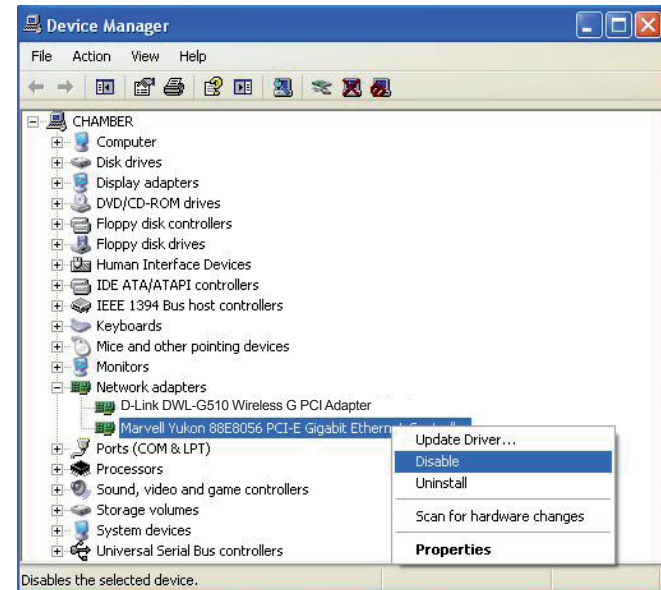 Device Manager
File Action View Help
CHAMBER
Computer
Disk drives
Display adapters
DVD/CD-ROM drives
Floppy disk controllers
Floppy disk drives
Human Interface Devices
IDE ATA/ATAPI controllers
IEEE 1394 Bus host controllers
Keyboards
Mice and other pointing devices
Monitors
Network adapters
D-Link DWL-G510 Wireless G PCI Adapter
Marvell Yukon 88E8056 PCI-E Gigabit
Ports (COM & LPT)
Processors
Sound, video and game controllers
Storage volumes
System devices
Universal Serial Bus controllers
Update Driver...
Disable
Uninstall
Scan for hardware changes
Properties
Disables the selected device.